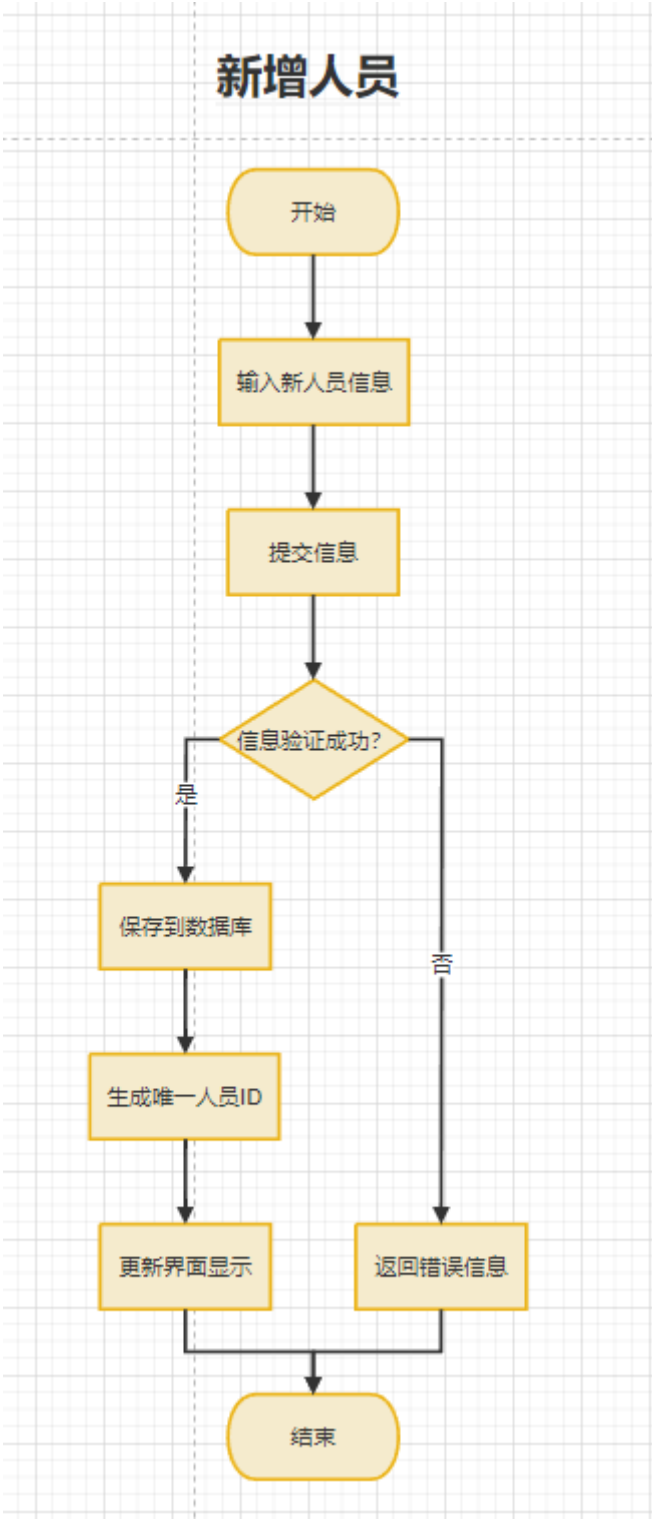 新增人员
开始
输入新人员信息
提交信息
信息验证成功?
是
保存到数据库
否
生成唯一人员ID
更新界面显示
返回错误信息
结束